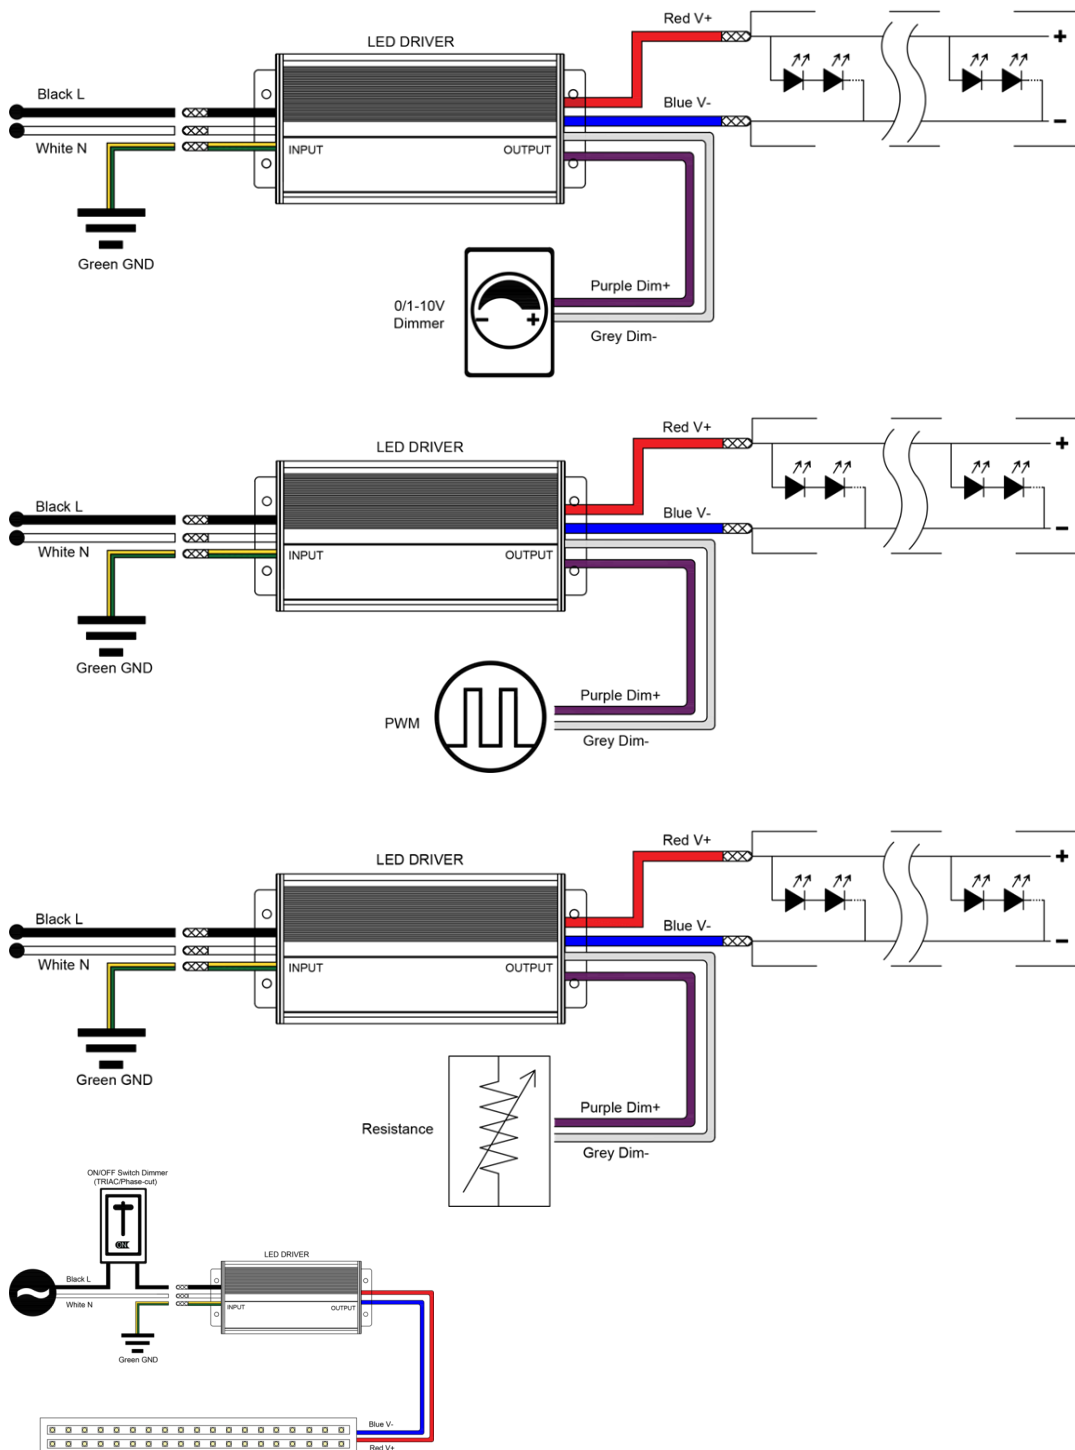 Red V+
LED DRIVER
Black L
Blue V-
White N
INPUT
OUTPUT
Green GND
Purple Dim+
0/1-10V
Dimmer
Grey Dim-
Red V+
LED DRIVER
Black L
Blue V-
White N
INPUT
OUTPUT
Green GND
Purple Dim+
PWM
Grey Dim-
Red V+
LED DRIVER
Black L
Blue V-
White N
INPUT
OUTPUT
Green GND
Purple Dim+
Resistance
Grey Dim-
ON/OFF Switch Dimmer
(TRIAC/Phase-cut)
ON
LED DRIVER
Black L
White N
INPUT
OUTPUT
Green GND
Blue V-
Red V+